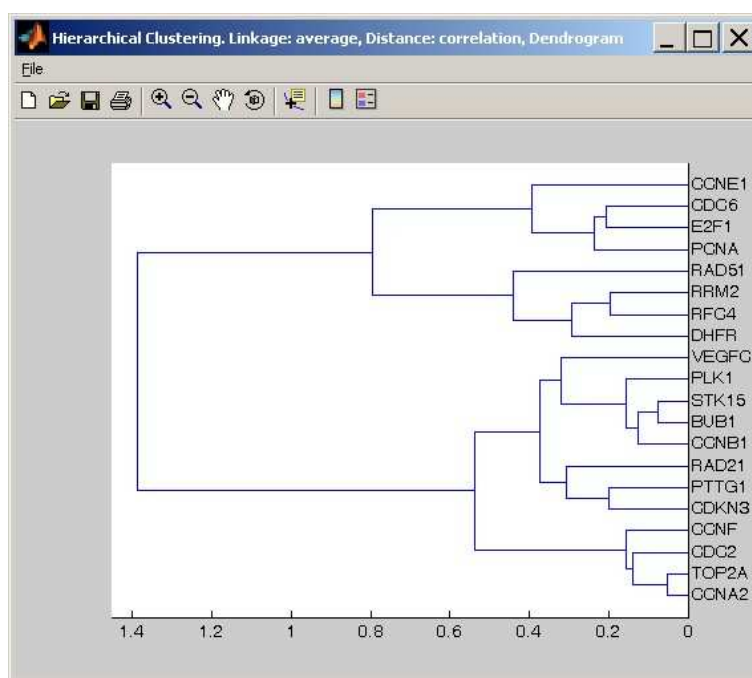 Hierarchical Clustering. Linkage: average, Distance: correlation, Dendrogram
File
CCNE1
CDC6
E2F1
PCNA
RAD51
RRM2
RFC4
DHFR
VEGFC
PLK1
STK15
BUB1
CCNB1
RAD21
PTTG1
CDKN3
CCNF
CDC2
TOP2A
CCNA2
1.4 1.2 1 0.8 0.6 0.4 0.2 0